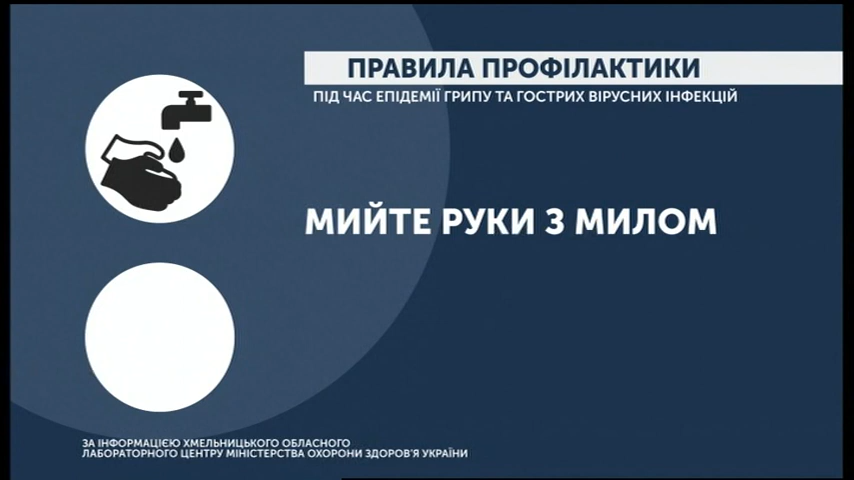 ПРАВИЛА ПРОФІЛАКТИКИ
ПІД ЧАС ЕПІДЕМІЇ ГРИПУ ТА ГОСТРИХ ВІРУСНИХ ІНФЕКЦІЙ
МИЙТЕ РУКИ З МИЛОМ
ЗА ІНФОРМАЦІЄЮ ХМЕЛЬНИЦЬКОГО ОБЛАСНОГО
ЛАБОРАТОРНОГО ЦЕНТРУ МІНІСТЕРСТВА ОХОРОНИ ЗДОРОВ'Я УКРАЇНИ